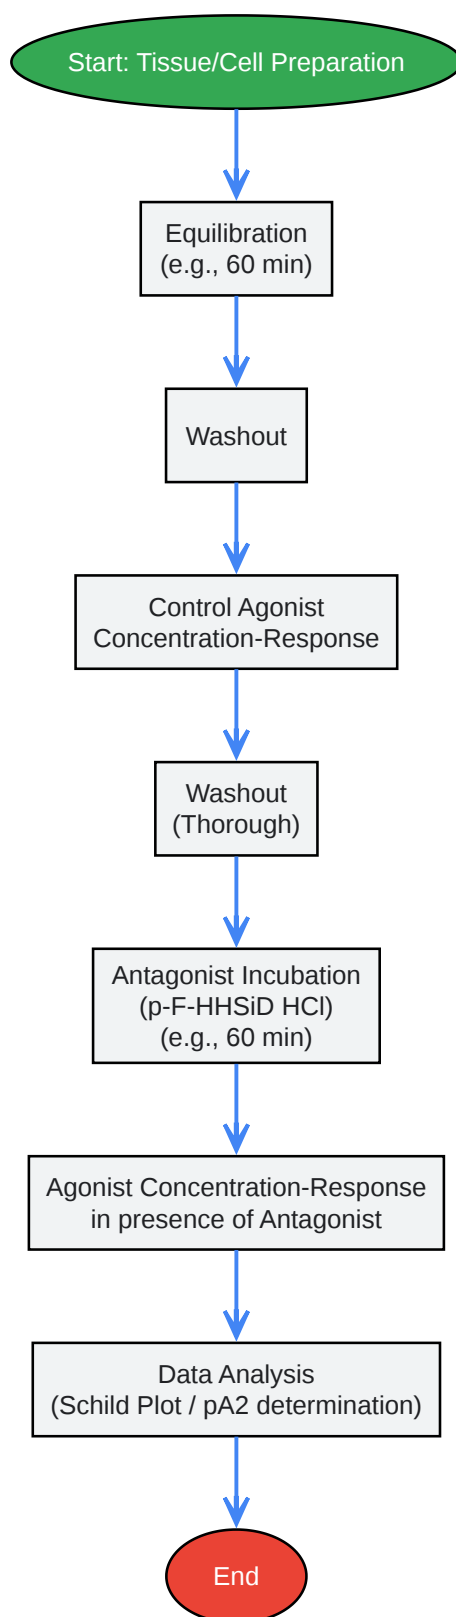 Start: Tissue/Cell Preparation
Equilibration
(e.g., 60 min)
Washout
Control Agonist
Concentration-Response
Washout
(Thorough)
Antagonist Incubation
(p-F-HHSiD HCl)
(e.g., 60 min)
Agonist Concentration-Response
in presence of Antagonist
Data Analysis
(Schild Plot / pA2 determination)
End